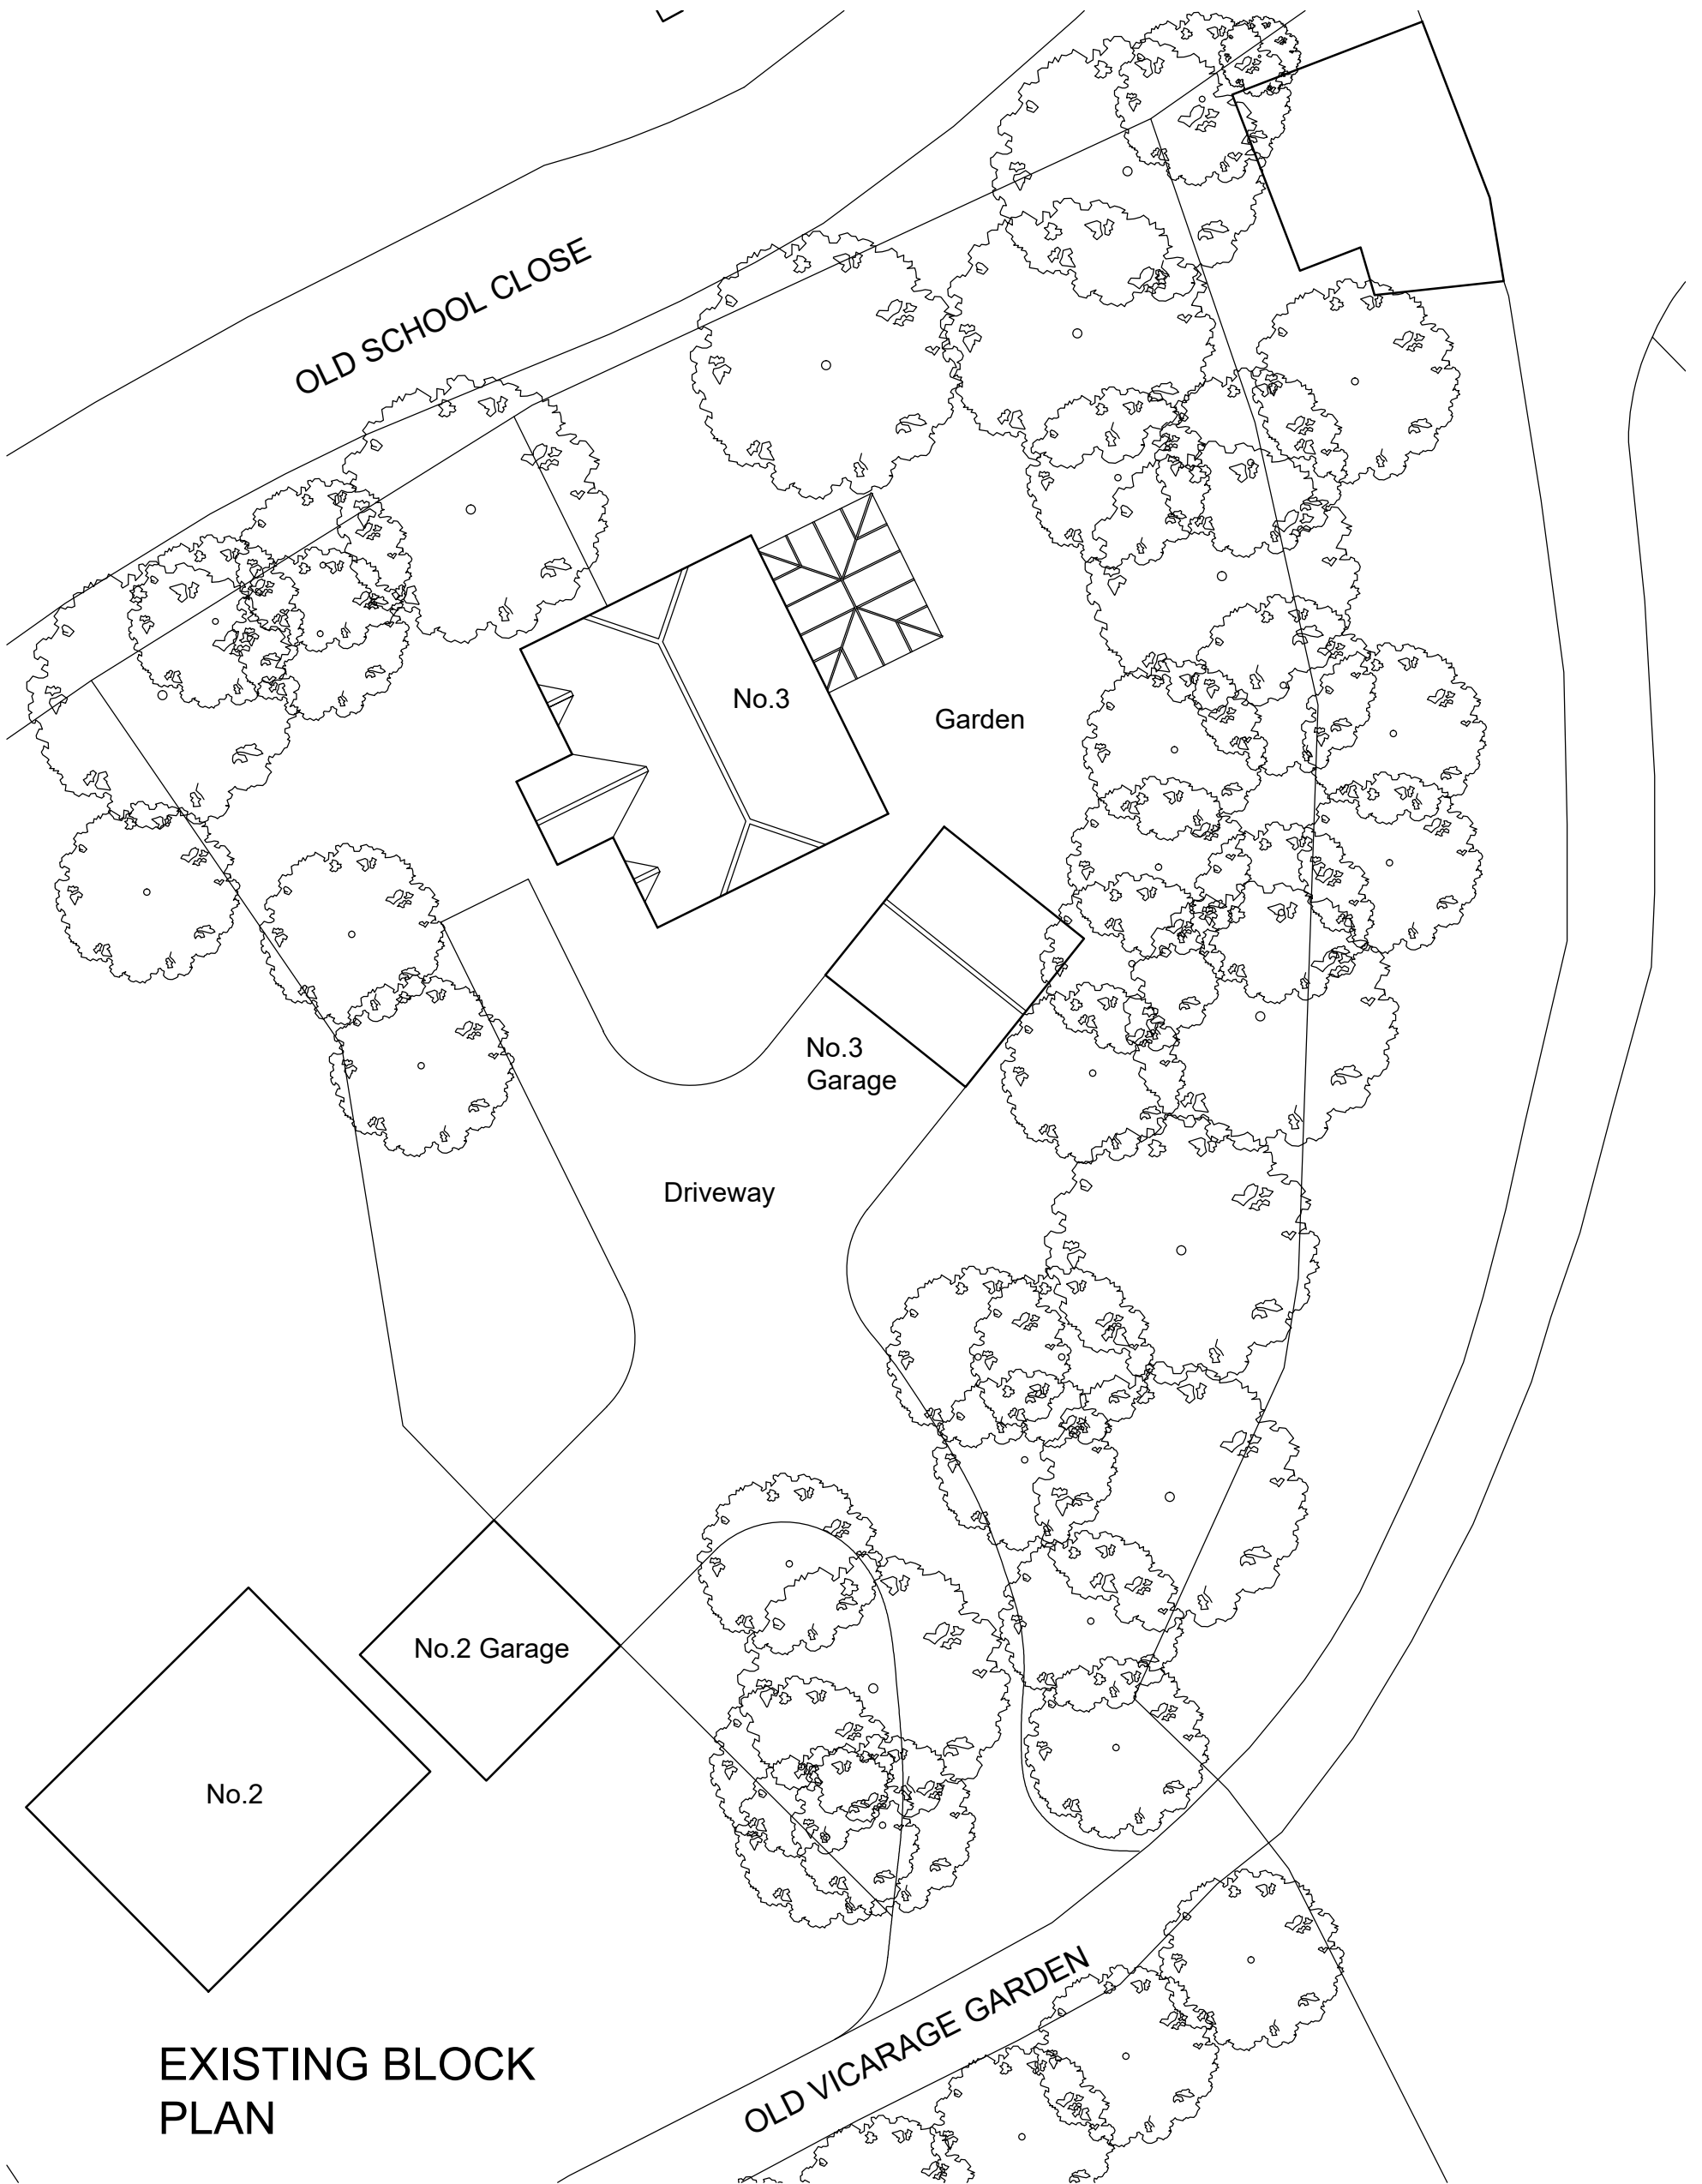 OLD SCHOOL CLOSE
No.3
Garden
No.3
Garage
Driveway
No.2 Garage
No.2
OLD VICARAGE GARDEN
EXISTING BLOCK
PLAN